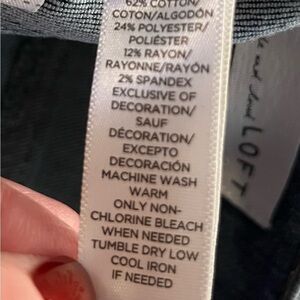 62% COTTON/
COTON/ALGODÓN
24% POLYESTER/
POLIÉSTER
12% RAYON/
RAYONNE/RAYÓN
2% SPANDEX
EXCLUSIVE OF
DECORATION/
SAUF
DÉCORATION/
EXCEPTO
DECORACIÓN
MACHINE WASH
WARM
ONLY NON-
CHLORINE BLEACH
WHEN NEEDED
TUMBLE DRY LOW
COOL IRON
IF NEEDED
LOFT